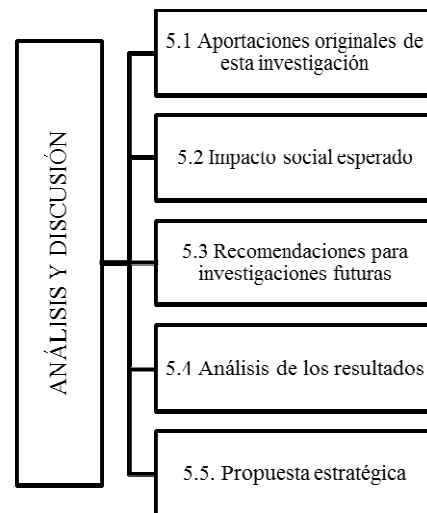 ANÁLISIS Y DISCUSIÓN
5.1 Aportaciones originales de
esta investigación
5.2 Impacto social esperado
5.3 Recomendaciones para
investigaciones futuras
5.4 Análisis de los resultados
5.5. Propuesta estratégica